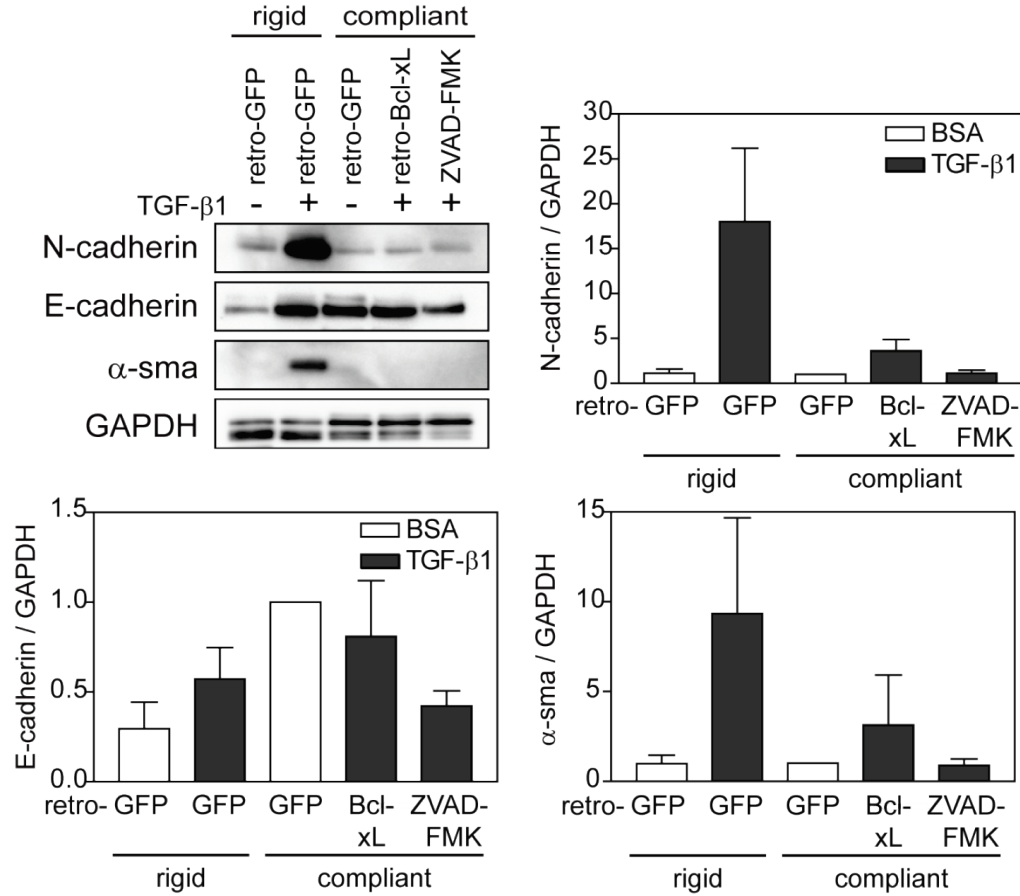 rigid compliant
retro-GFP retro-GFP retro-GFP retro-Bcl-xL ZVAD-FMK
TGF-β1 - + - + +
N-cadherin
E-cadherin
α-sma
GAPDH
N-cadherin / GAPDH
30
25
20
15
10
5
0
BSA
TGF-β1
retro- GFP GFP GFP Bcl-xL ZVAD-FMK
rigid compliant
E-cadherin / GAPDH
1.5
1.0
0.5
0.0
BSA
TGF-β1
retro- GFP GFP GFP Bcl-xL ZVAD-FMK
rigid compliant
α-sma / GAPDH
15
10
5
0
BSA
TGF-β1
retro- GFP GFP GFP Bcl-xL ZVAD-FMK
rigid compliant